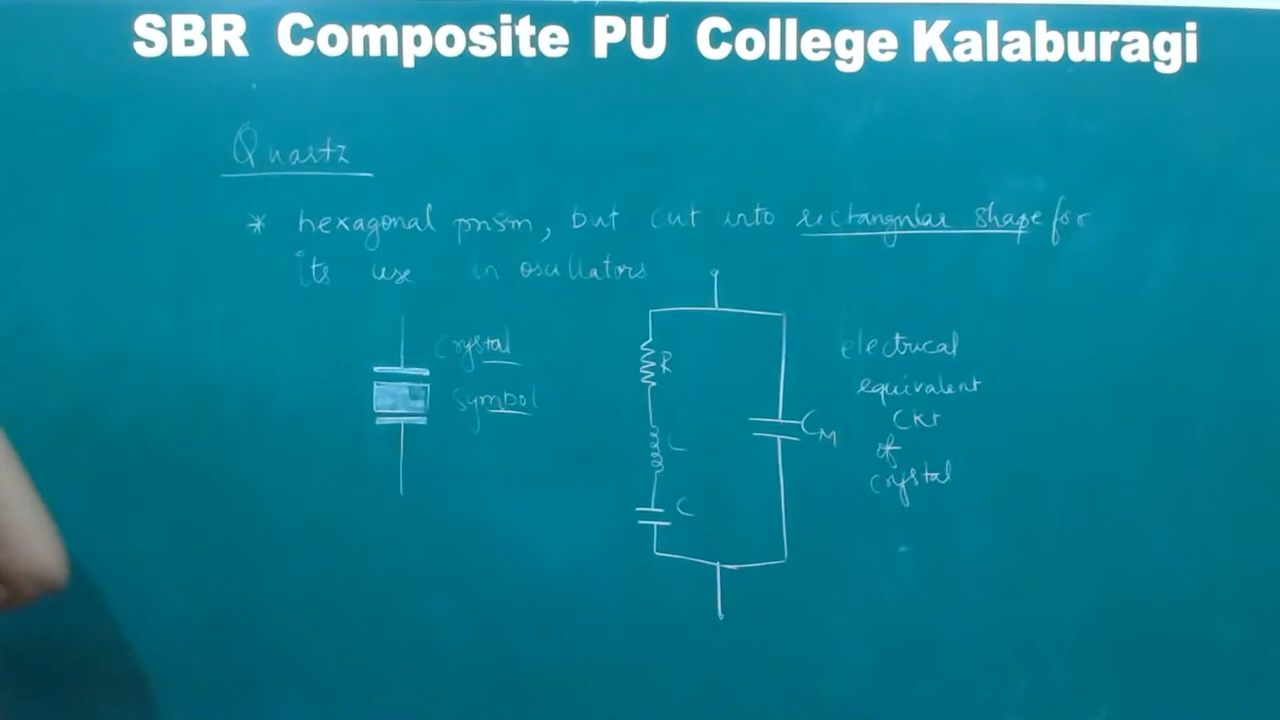 SBR Composite PU College Kalaburagi
Quartz
* hexagonal prism, but cut into rectangular shape for
its use in oscillators
Crystal
symbol
R
L
C
CM
electrical
equivalent
Ckt
of
crystal